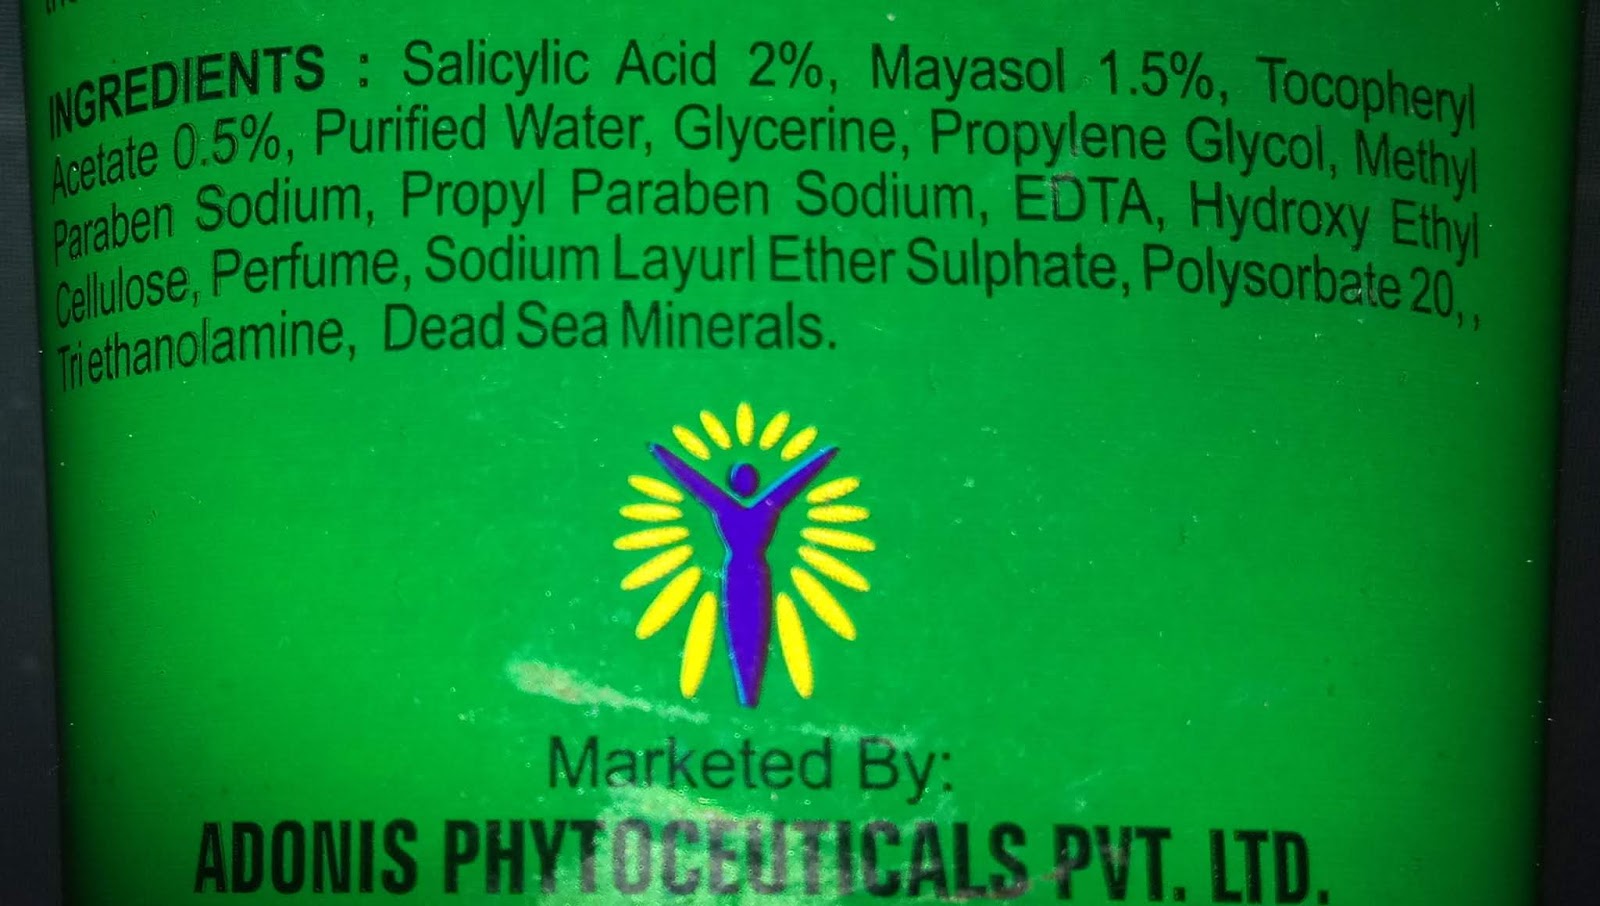 INGREDIENTS : Salicylic Acid 2%, Mayasol 1.5%, Tocopheryl
Acetate 0.5%, Purified Water, Glycerine, Propylene Glycol, Methyl
Paraben Sodium, Propyl Paraben Sodium, EDTA, Hydroxy Ethyl
Cellulose, Perfume, Sodium Layurl Ether Sulphate, Polysorbate 20, ,
Triethanolamine, Dead Sea Minerals.
Marketed By:
ADONIS PHYTOCEUTICALS PVT. LTD.